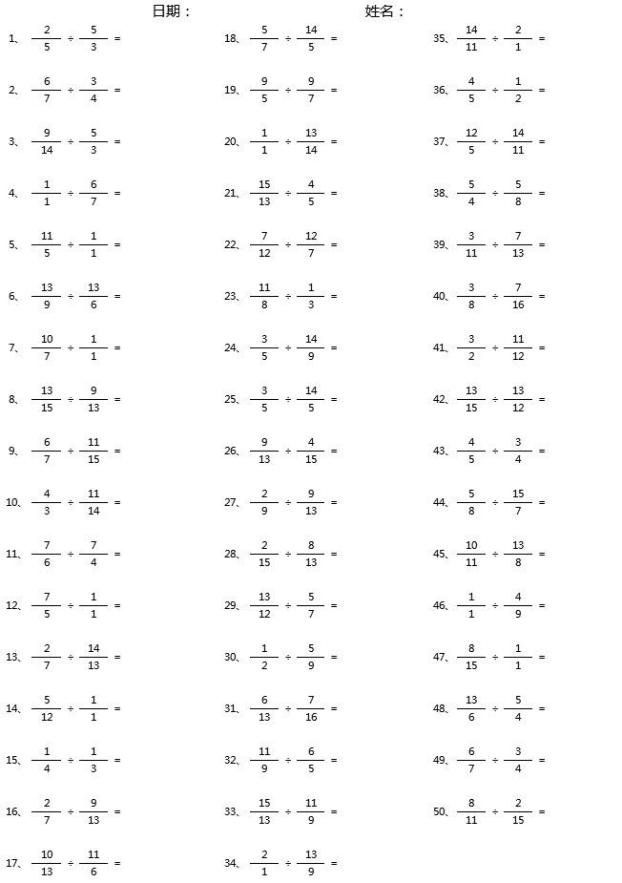 日期： 姓名：
1、 2/5 ÷ 5/3 =
2、 6/7 ÷ 3/4 =
3、 9/14 ÷ 5/3 =
4、 1/1 ÷ 6/7 =
5、 11/5 ÷ 1/1 =
6、 13/9 ÷ 13/6 =
7、 10/7 ÷ 1/1 =
8、 13/15 ÷ 9/13 =
9、 6/7 ÷ 11/15 =
10、 4/3 ÷ 11/14 =
11、 7/6 ÷ 7/4 =
12、 7/5 ÷ 1/1 =
13、 2/7 ÷ 14/13 =
14、 5/12 ÷ 1/1 =
15、 1/4 ÷ 1/3 =
16、 2/7 ÷ 9/13 =
17、 10/13 ÷ 11/6 =
18、 5/7 ÷ 14/5 =
19、 9/5 ÷ 9/7 =
20、 1/1 ÷ 13/14 =
21、 15/13 ÷ 4/5 =
22、 7/12 ÷ 12/7 =
23、 11/8 ÷ 1/3 =
24、 3/5 ÷ 14/9 =
25、 3/5 ÷ 14/5 =
26、 9/13 ÷ 4/15 =
27、 2/9 ÷ 9/13 =
28、 2/15 ÷ 8/13 =
29、 13/12 ÷ 5/7 =
30、 1/2 ÷ 5/9 =
31、 6/13 ÷ 7/16 =
32、 11/9 ÷ 6/5 =
33、 15/13 ÷ 11/9 =
34、 2/1 ÷ 13/9 =
35、 14/11 ÷ 2/1 =
36、 4/5 ÷ 1/2 =
37、 12/5 ÷ 14/11 =
38、 5/4 ÷ 5/8 =
39、 3/11 ÷ 7/13 =
40、 3/8 ÷ 7/16 =
41、 3/2 ÷ 11/12 =
42、 13/15 ÷ 13/12 =
43、 4/5 ÷ 3/4 =
44、 5/8 ÷ 15/7 =
45、 10/11 ÷ 13/8 =
46、 1/1 ÷ 4/9 =
47、 8/15 ÷ 1/1 =
48、 13/6 ÷ 5/4 =
49、 6/7 ÷ 3/4 =
50、 8/11 ÷ 2/15 =